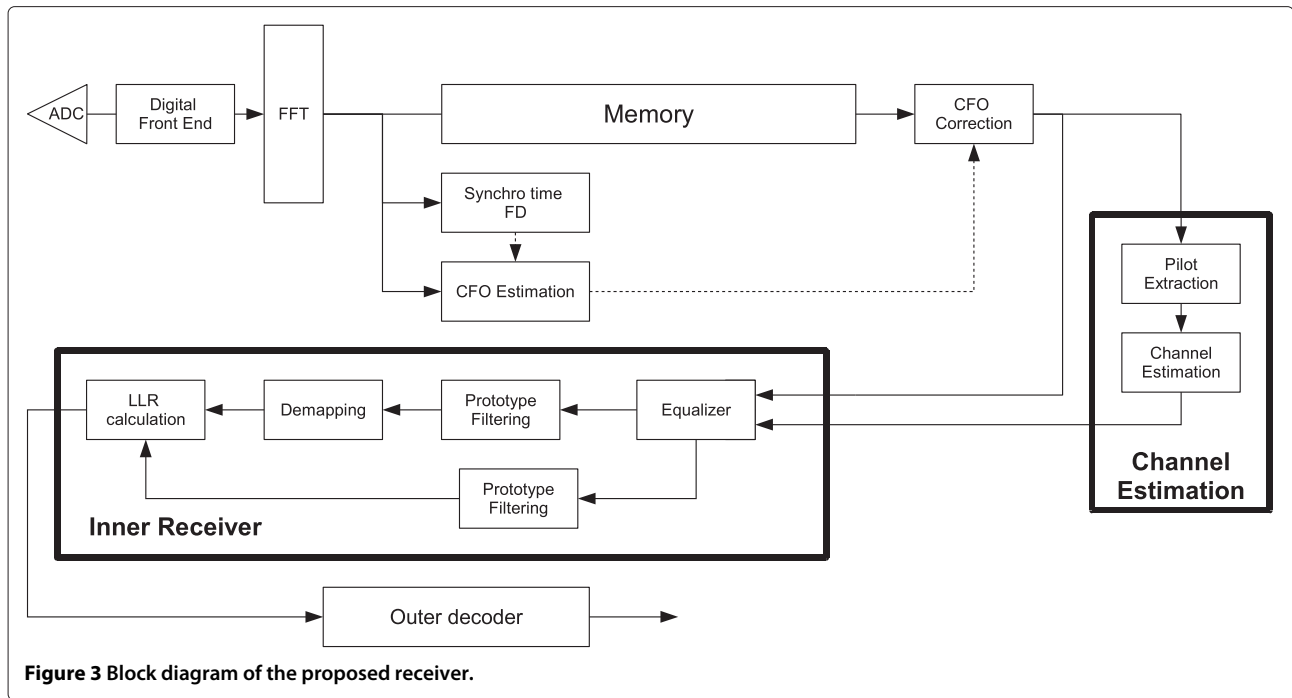 ADC
Digital
Front End
FFT
Memory
CFO
Correction
Synchro time
FD
CFO Estimation
Pilot
Extraction
Channel
Estimation
Channel
Estimation
LLR
calculation
Demapping
Prototype
Filtering
Equalizer
Prototype
Filtering
Inner Receiver
Outer decoder
Figure 3 Block diagram of the proposed receiver.